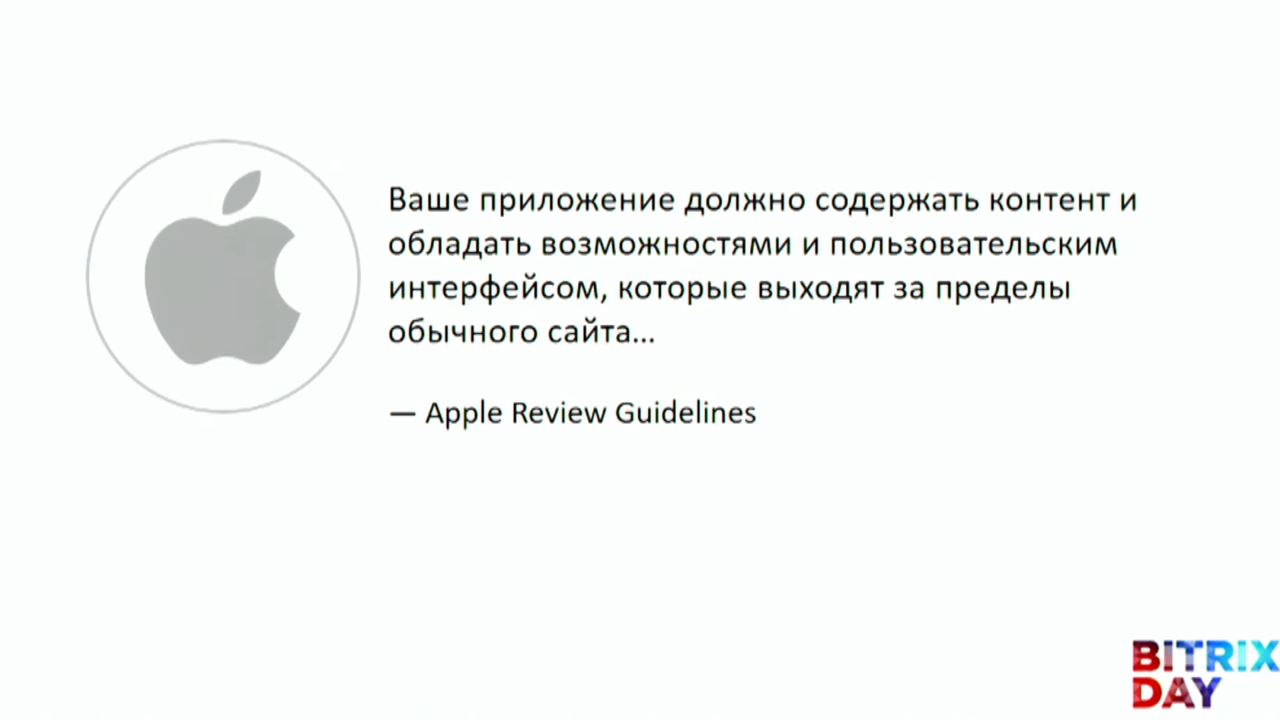 Ваше приложение должно содержать контент и
обладать возможностями и пользовательским
интерфейсом, которые выходят за пределы
обычного сайта...
— Apple Review Guidelines
BITRIX
DAY